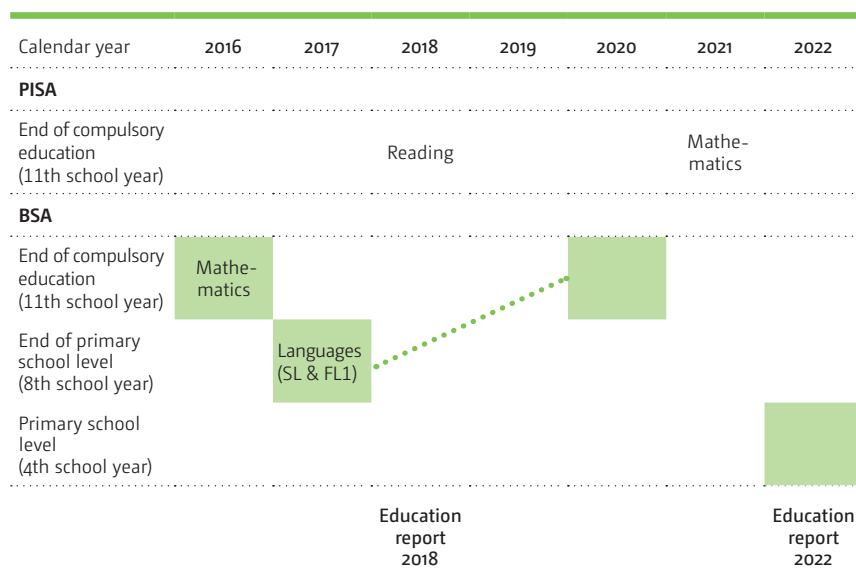 Calendar year 2016 2017 2018 2019 2020 2021 2022
PISA
End of compulsory
education
(11th school year)
Reading
Mathe-
matics
BSA
End of compulsory
education
(11th school year)
Mathe-
matics
End of primary
school level
(8th school year)
Languages
(SL & FL1)
Primary school
level
(4th school year)
Education
report
2018
Education
report
2022